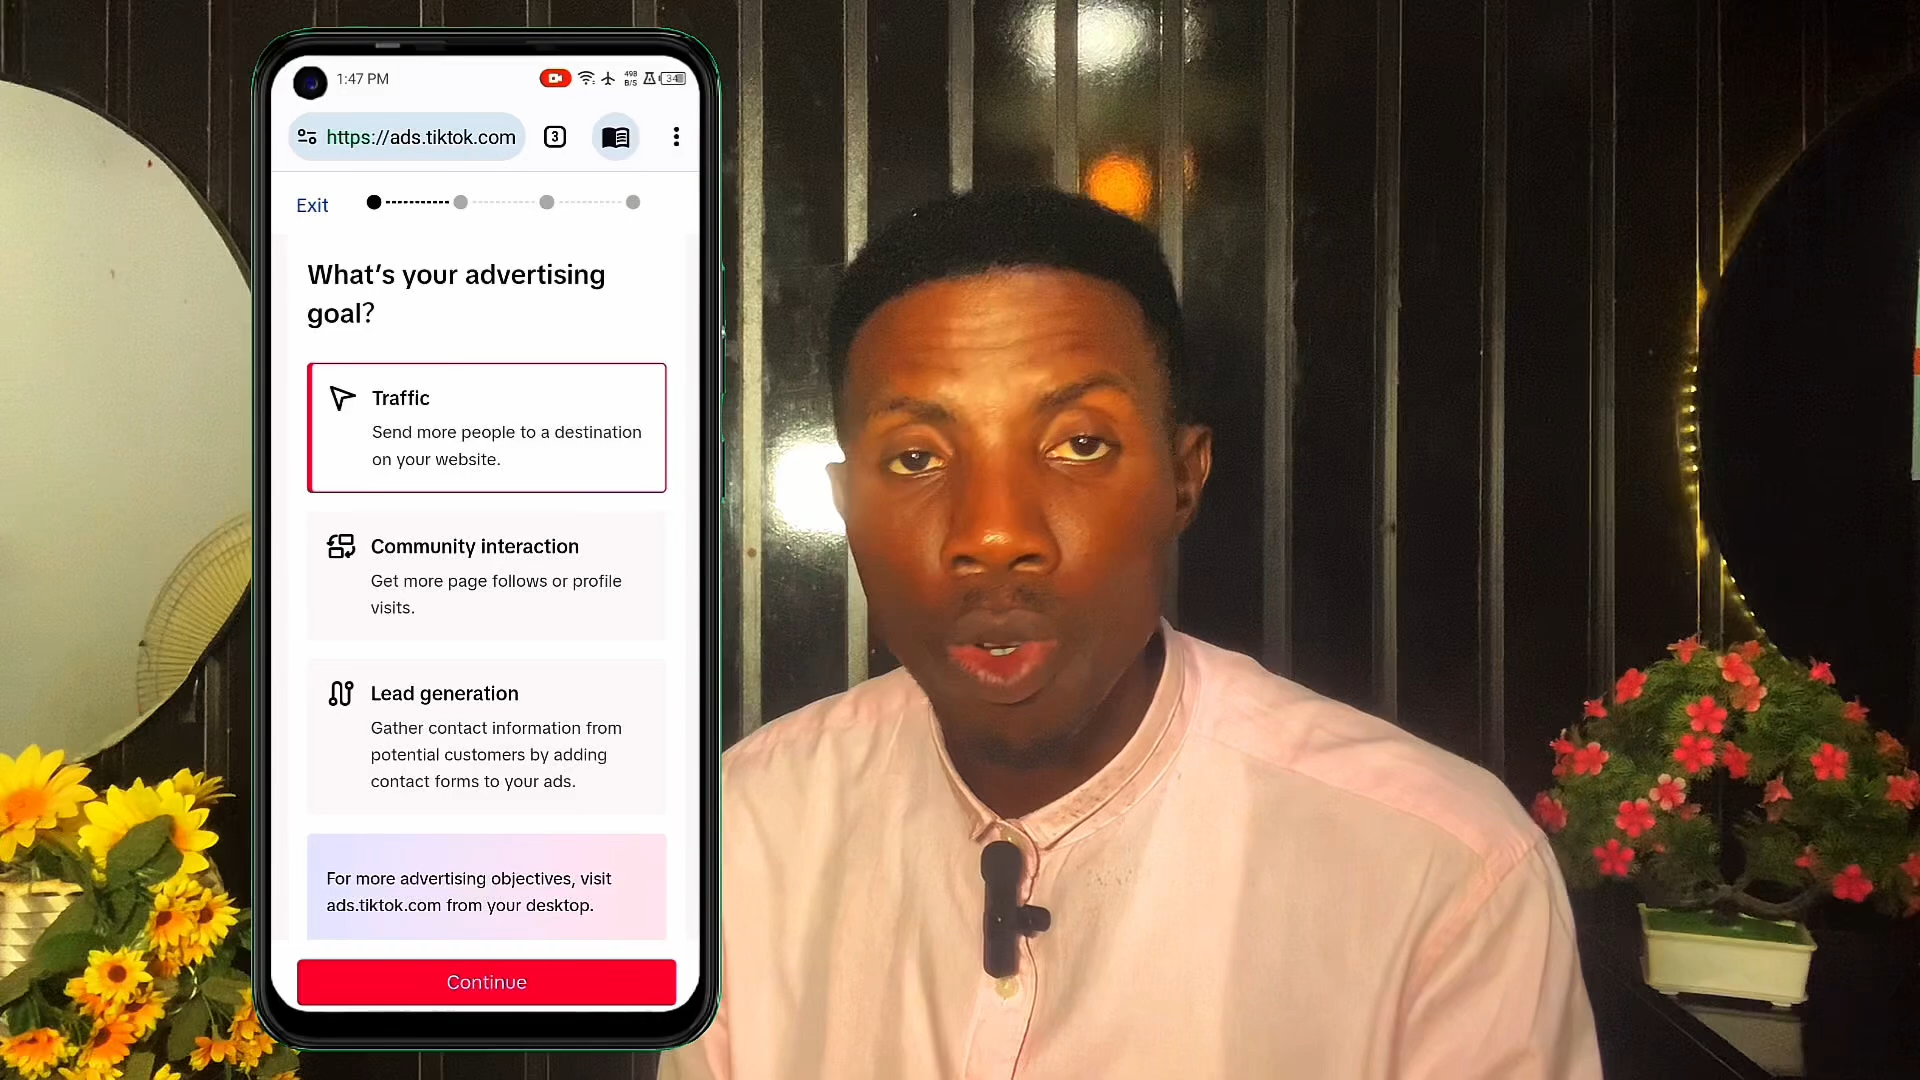 1:47 PM
498
B/S
34
https://ads.tiktok.com
3
Exit
What's your advertising
goal?
Traffic
Send more people to a destination
on your website.
Community interaction
Get more page follows or profile
visits.
Lead generation
Gather contact information from
potential customers by adding
contact forms to your ads.
For more advertising objectives, visit
ads.tiktok.com from your desktop.
Continue